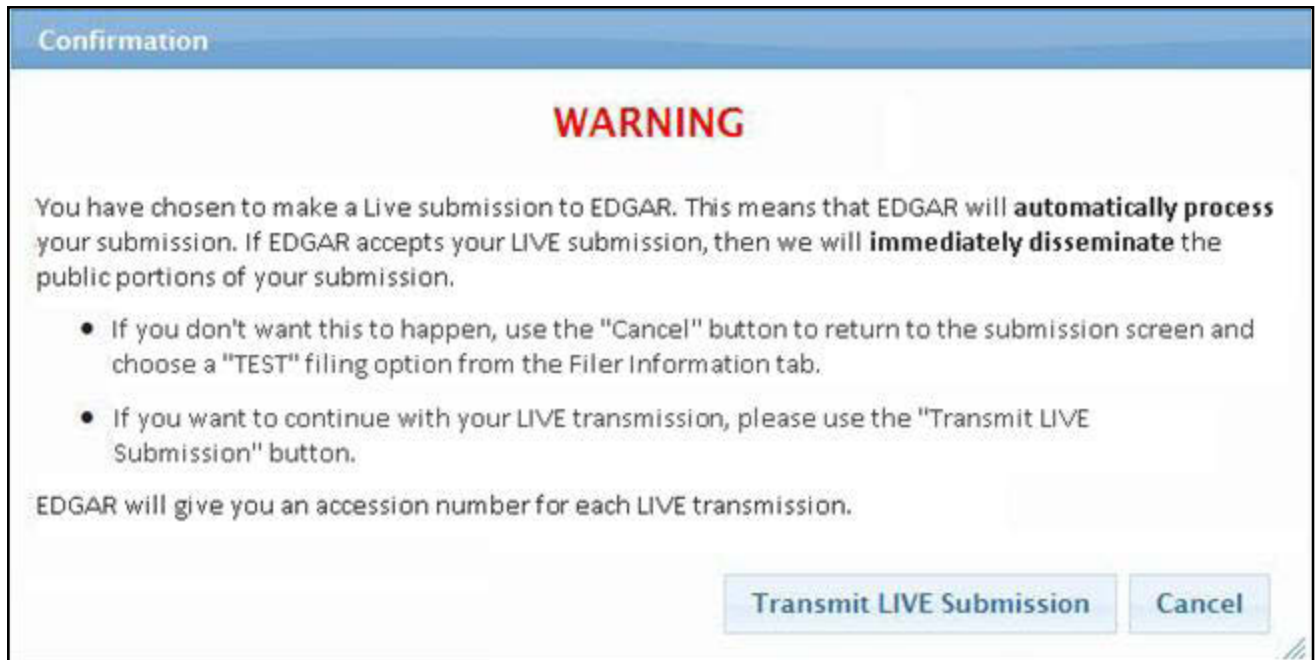 Confirmation
WARNING
You have chosen to make a Live submission to EDGAR. This means that EDGAR will automatically process
your submission. If EDGAR accepts your LIVE submission, then we will immediately disseminate the
public portions of your submission.
• If you don't want this to happen, use the "Cancel" button to return to the submission screen and
choose a "TEST" filing option from the Filer Information tab.
• If you want to continue with your LIVE transmission, please use the "Transmit LIVE
Submission" button.
EDGAR will give you an accession number for each LIVE transmission.
Transmit LIVE Submission Cancel